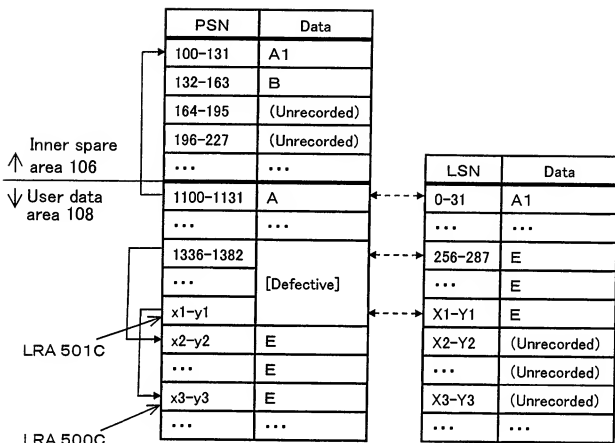 PSN Data
100-131 A1
132-163 B
164-195 (Unrecorded)
196-227 (Unrecorded)
... ...
↑ Inner spare area 106
↓ User data area 108
1100-1131 A
... ...
1336-1382 [Defective]
...
x1-y1
x2-y2 E
... E
x3-y3 E
... ...
LRA 501C
LRA 500C
LSN Data
0-31 A1
... ...
256-287 E
... E
X1-Y1 E
X2-Y2 (Unrecorded)
... (Unrecorded)
X3-Y3 (Unrecorded)
... ...